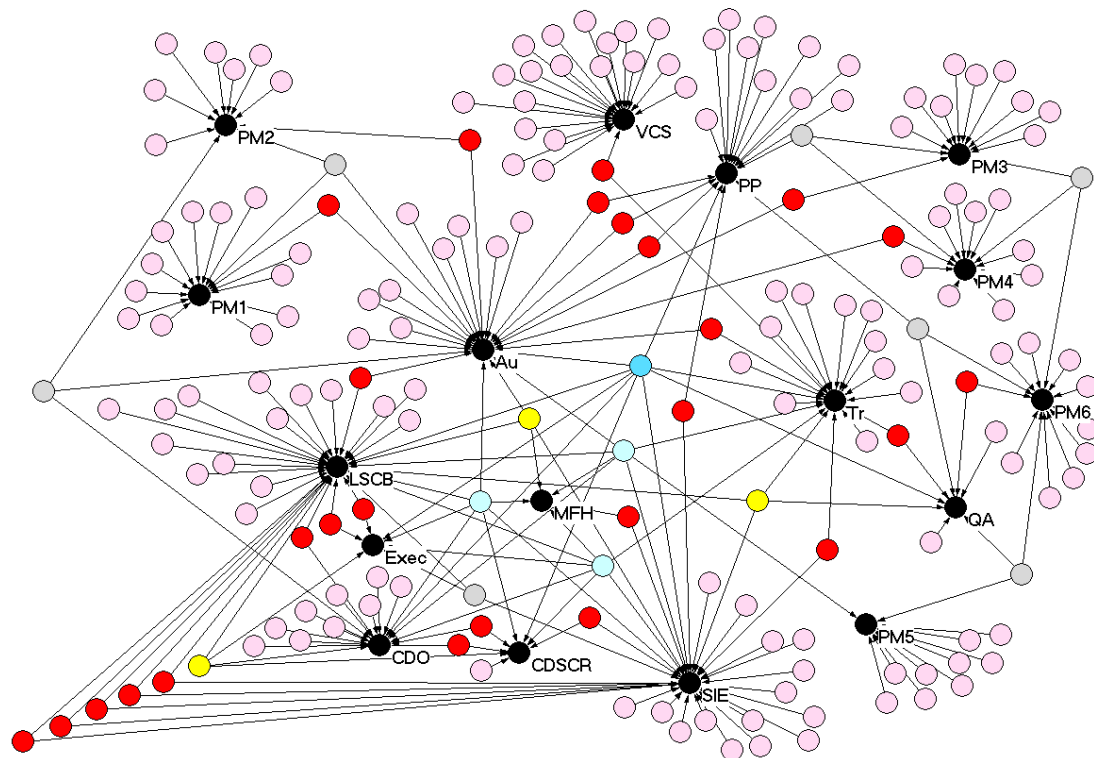 VCS
PM2
PM3
PP
PM4
PM1
Au
Tr
PM6
LSCB
MFH
QA
Exec
PM5
CDO
CDSCR
SIE